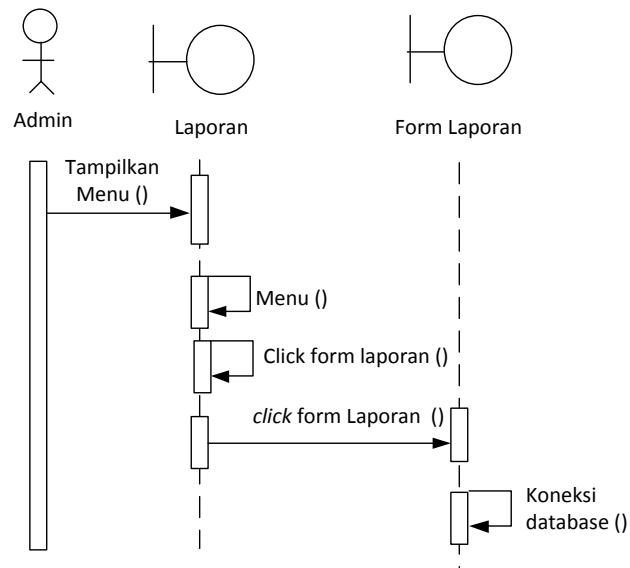 Admin
Laporan
Form Laporan
Tampilkan
Menu ()
Menu ()
Click form laporan ()
click form Laporan  ()
Koneksi
database ()